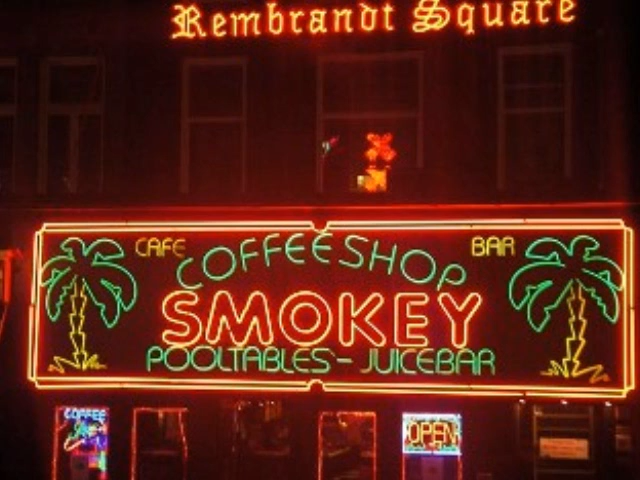 Rembrandt Square
CAFE
BAR
COFFEESHOP
SMOKEY
POOLTABLES - JUICEBAR
COFFEE
OPEN